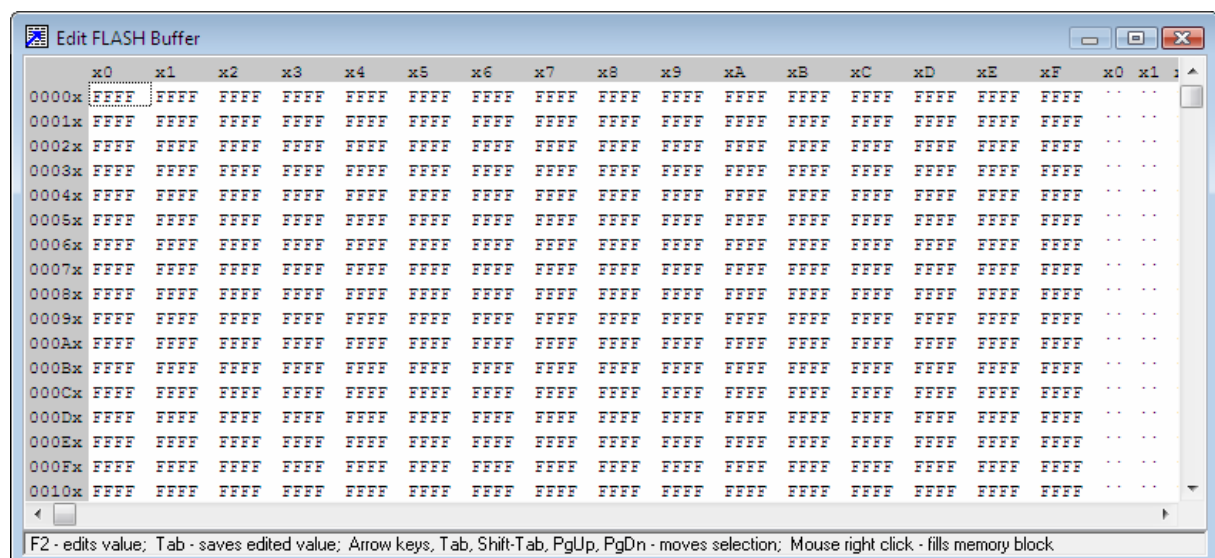 Edit FLASH Buffer
x0 x1 x2 x3 x4 x5 x6 x7 x8 x9 xA xB xC xD xE xF x0 x1
0000x FFFF FFFF FFFF FFFF FFFF FFFF FFFF FFFF FFFF FFFF FFFF FFFF FFFF FFFF FFFF FFFF .. ..
0001x FFFF FFFF FFFF FFFF FFFF FFFF FFFF FFFF FFFF FFFF FFFF FFFF FFFF FFFF FFFF FFFF .. ..
0002x FFFF FFFF FFFF FFFF FFFF FFFF FFFF FFFF FFFF FFFF FFFF FFFF FFFF FFFF FFFF FFFF .. ..
0003x FFFF FFFF FFFF FFFF FFFF FFFF FFFF FFFF FFFF FFFF FFFF FFFF FFFF FFFF FFFF FFFF .. ..
0004x FFFF FFFF FFFF FFFF FFFF FFFF FFFF FFFF FFFF FFFF FFFF FFFF FFFF FFFF FFFF FFFF .. ..
0005x FFFF FFFF FFFF FFFF FFFF FFFF FFFF FFFF FFFF FFFF FFFF FFFF FFFF FFFF FFFF FFFF .. ..
0006x FFFF FFFF FFFF FFFF FFFF FFFF FFFF FFFF FFFF FFFF FFFF FFFF FFFF FFFF FFFF FFFF .. ..
0007x FFFF FFFF FFFF FFFF FFFF FFFF FFFF FFFF FFFF FFFF FFFF FFFF FFFF FFFF FFFF FFFF .. ..
0008x FFFF FFFF FFFF FFFF FFFF FFFF FFFF FFFF FFFF FFFF FFFF FFFF FFFF FFFF FFFF FFFF .. ..
0009x FFFF FFFF FFFF FFFF FFFF FFFF FFFF FFFF FFFF FFFF FFFF FFFF FFFF FFFF FFFF FFFF .. ..
000Ax FFFF FFFF FFFF FFFF FFFF FFFF FFFF FFFF FFFF FFFF FFFF FFFF FFFF FFFF FFFF FFFF .. ..
000Bx FFFF FFFF FFFF FFFF FFFF FFFF FFFF FFFF FFFF FFFF FFFF FFFF FFFF FFFF FFFF FFFF .. ..
000Cx FFFF FFFF FFFF FFFF FFFF FFFF FFFF FFFF FFFF FFFF FFFF FFFF FFFF FFFF FFFF FFFF .. ..
000Dx FFFF FFFF FFFF FFFF FFFF FFFF FFFF FFFF FFFF FFFF FFFF FFFF FFFF FFFF FFFF FFFF .. ..
000Ex FFFF FFFF FFFF FFFF FFFF FFFF FFFF FFFF FFFF FFFF FFFF FFFF FFFF FFFF FFFF FFFF .. ..
000Fx FFFF FFFF FFFF FFFF FFFF FFFF FFFF FFFF FFFF FFFF FFFF FFFF FFFF FFFF FFFF FFFF .. ..
0010x FFFF FFFF FFFF FFFF FFFF FFFF FFFF FFFF FFFF FFFF FFFF FFFF FFFF FFFF FFFF FFFF .. ..
F2 - edits value; Tab - saves edited value; Arrow keys, Tab, Shift-Tab, PgUp, PgDn - moves selection; Mouse right click - fills memory block